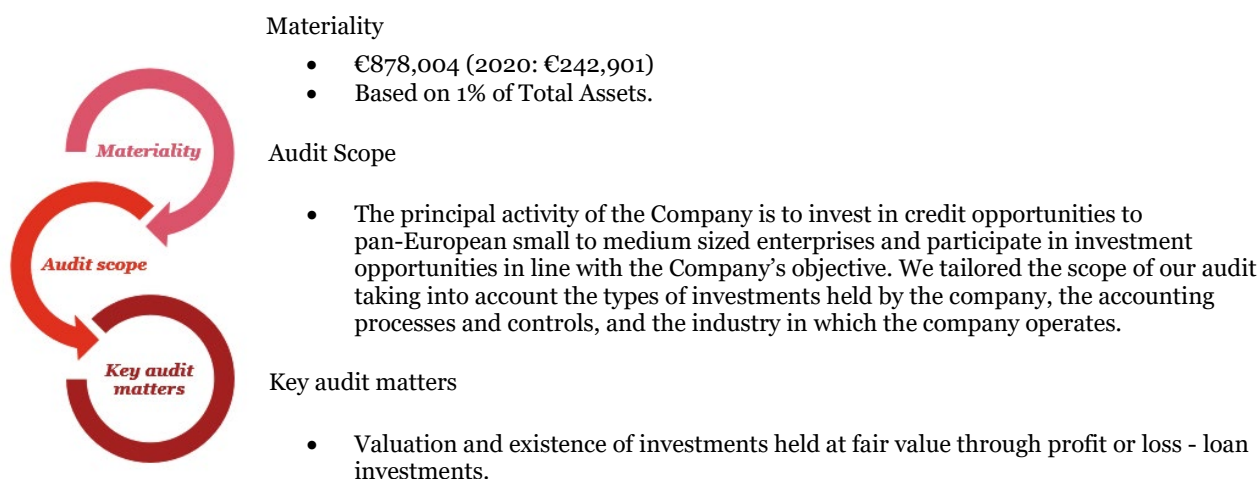 Materiality
• €878,004 (2020: €242,901)
• Based on 1% of Total Assets.
Materiality
Audit Scope
• The principal activity of the Company is to invest in credit opportunities to
pan-European small to medium sized enterprises and participate in investment
opportunities in line with the Company's objective. We tailored the scope of our audit
taking into account the types of investments held by the company, the accounting
processes and controls, and the industry in which the company operates.
Audit scope
Key audit matters
Key audit
matters
• Valuation and existence of investments held at fair value through profit or loss - loan
investments.